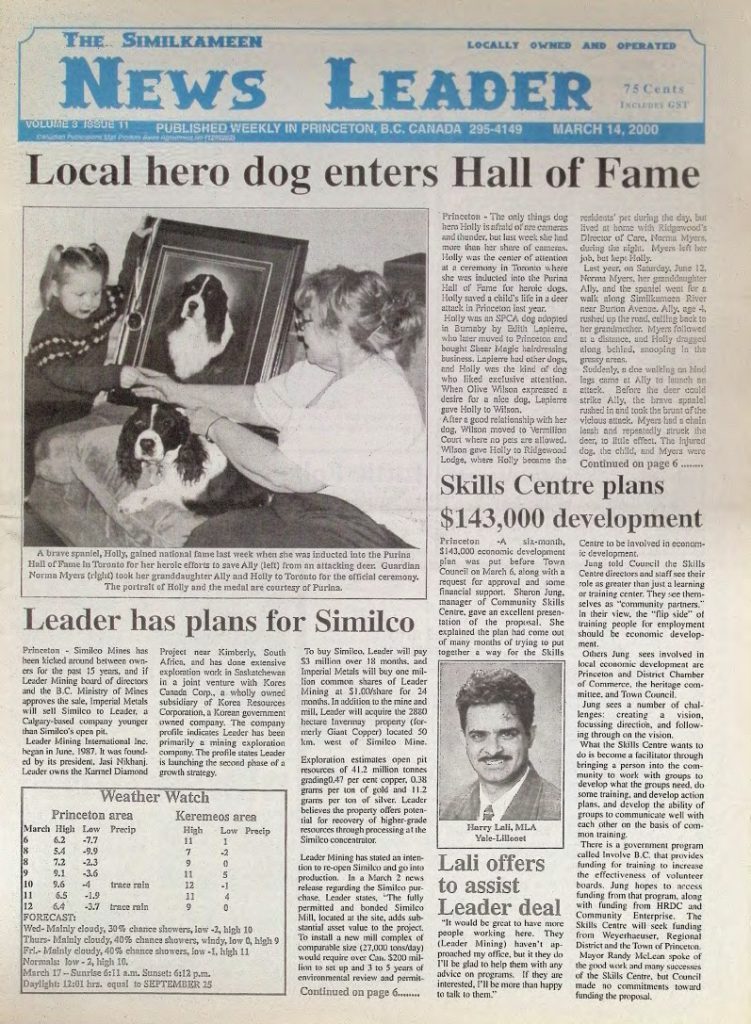 THE SIMILKAMEEN
LOCALLY OWNED AND OPERATED
NEWS LEADER
75 Cents
INCLUDES GST
VOLUME 3 ISSUE 11
PUBLISHED WEEKLY IN PRINCETON, B.C. CANADA 295-4149
MARCH 14, 2000
Local hero dog enters Hall of Fame
A brave spaniel, Holly, gained national fame last week when she was inducted into the Purina
Hall of Fame in Toronto for her heroic efforts to save Ally (left) from an attacking deer. Guardian
Norma Myers (right) took her granddaughter Ally and Holly to Toronto for the official ceremony.
The portrait of Holly and the medal are courtesy of Purina.
Princeton - The only things dog
hero Holly is afraid of are cameras
and thunder, but last week she had
more than her share of cameras.
Holly was the center of attention
at a ceremony in Toronto where
she was inducted into the Purina
Hall of Fame for heroic dogs.
Holly saved a child's life in a deer
attack in Princeton last year.
Holly was an SPCA dog adopted
in Burnaby by Edith Lapierre,
who later moved to Princeton and
bought Shear Magic hairdressing
business. Lapierre had other dogs,
and Holly was the kind of dog
who liked exclusive attention.
When Olive Wilson expressed a
desire for a nice dog, Lapierre
gave Holly to Wilson.
After a good relationship with her
dog, Wilson moved to Vermilion
Court where no pets are allowed.
Wilson gave Holly to Ridgewood
Lodge, where Holly became the
residents' pet during the day, but
lived at home with Ridgewood's
Director of Care, Norma Myers,
during the night. Myers left her
job, but kept Holly.
Last year, on Saturday, June 12,
Norma Myers, her granddaughter
Ally, and the spaniel went for a
walk along Similkameen River
near Burton Avenue. Ally, age 4,
rushed up the road, calling back to
her grandmother. Myers followed
at a distance, and Holly dragged
along behind, snooping in the
grassy areas.
Suddenly, a doe walking on hind
legs came at Ally to launch an
attack. Before the deer could
strike Ally, the brave spaniel
rushed in and took the brunt of the
vicious attack. Myers had a chain
leash and repeatedly struck the
deer, to little effect. The injured
dog, the child, and Myers were
Continued on page 6 ........
Skills Centre plans
$143,000 development
Princeton -A six-month,
$143,000 economic development
plan was put before Town
Council on March 6, along with a
request for approval and some
financial support. Sharon Jung,
manager of Community Skills
Centre, gave an excellent presen-
tation of the proposal. She
explained the plan had come out
of many months of trying to put
together a way for the Skills
Centre to be involved in econom-
ic development.
Jung told Council the Skills
Centre directors and staff see their
role as greater than just a learning
or training center. They see them-
selves as "community partners."
In their view, the "flip side" of
training people for employment
should be economic develop-
ment.
Others Jung sees involved in
local economic development are
Princeton and District Chamber
of Commerce, the heritage com-
mittee, and Town Council.
Jung sees a number of chal-
lenges: creating a vision,
focussing direction, and follow-
ing through on the vision.
What the Skills Centre wants to
do is become a facilitator through
bringing a person into the com-
munity to work with groups to
develop what the groups need, do
some training, and develop action
plans, and develop the ability of
groups to communicate well with
each other on the basis of com-
mon training.
There is a government program
called Involve B.C. that provides
funding for training to increase
the effectiveness of volunteer
boards. Jung hopes to access
funding from that program, along
with funding from HRDC and
Community Enterprise. The
Skills Centre will seek funding
from Weyerhaeuser, Regional
District and the Town of Princeton.
Mayor Randy McLean spoke of
the good work and many successes
of the Skills Centre, but Council
made no commitments toward
funding the proposal.
Leader has plans for Similco
Princeton - Similco Mines has
been kicked around between own-
ers for the past 15 years, and if
Leader Mining board of directors
and the B.C. Ministry of Mines
approves the sale, Imperial Metals
will sell Similco to Leader, a
Calgary-based company younger
than Similco's open pit.
Leader Mining International Inc.
began in June, 1987. It was found-
ed by its president, Jasi Nikhanj.
Leader owns the Karmel Diamond
Project near Kimberly, South
Africa, and has done extensive
exploration work in Saskatchewan
in a joint venture with Kores
Canada Corp., a wholly owned
subsidiary of Korea Resources
Corporation, a Korean government
owned company. The company
profile indicates Leader has been
primarily a mining exploration
company. The profile states Leader
is launching the second phase of a
growth strategy.
To buy Similco, Leader will pay
$3 million over 18 months, and
Imperial Metals will buy one mil-
lion common shares of Leader
Mining at $1.00/share for 24
months. In addition to the mine and
mill, Leader will acquire the 2880
hectare Invermay property (for-
merly Giant Copper) located 50
km. west of Similco Mine.
Exploration estimates open pit
resources of 41.2 million tonnes
grading0.47 per cent copper, 0.38
grams per ton of gold and 11.2
grams per ton of silver. Leader
believes the property offers poten-
tial for recovery of higher-grade
resources through processing at the
Similco concentrator.
Leader Mining has stated an inten-
tion to re-open Similco and go into
production. In a March 2 news
release regarding the Similco pur-
chase, Leader states, "The fully
permitted and bonded Similco
Mill, located at the site, adds sub-
stantial asset value to the project.
To install a new mill complex of
comparable size (27,000 tons/day)
would require over Can. $200 mil-
lion to set up and 3 to 5 years of
environmental review and permit-
Continued on page 6........
Weather Watch
Princeton area Keremeos area
March High Low Precip High Low Precip
6 6.2 -7.7 11 1
8 5.4 -9.9 7 -2
8 7.2 -2.3 9 0
9 9.1 -3.6 11 5
10 9.6 -4 trace rain 12 -1
11 6.5 -1.9 11 4
12 6.4 -3.7 trace rain 9 0
FORECAST:
Wed- Mainly cloudy, 30% chance showers, low -2, high 10
Thurs- Mainly cloudy, 40% chance showers, windy, low 0, high 9
Fri.- Mainly cloudy, 40% chance showers, low -1, high 11
Normals: low - 2, high 10.
March 17 -- Sunrise 6:11 a.m. Sunset: 6:12 p.m.
Daylight: 12:01 hrs. equal to SEPTEMBER 25
Harry Lali, MLA
Yale-Lillooet
Lali offers
to assist
Leader deal
"It would be great to have more
people working here. They
(Leader Mining) haven't ap-
proached my office, but if they do
I'll be glad to help them with any
advice on programs. If they are
interested, I'll be more than happy
to talk to them."